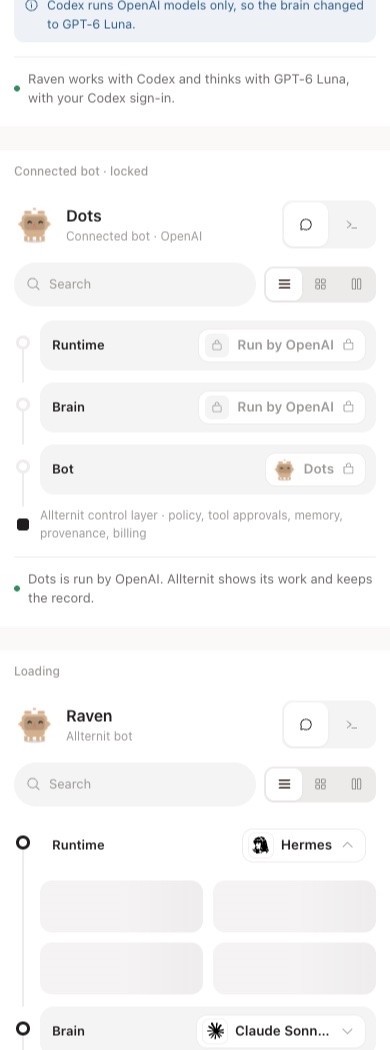 Codex runs OpenAI models only, so the brain changed
to GPT-6 Luna.
Raven works with Codex and thinks with GPT-6 Luna,
with your Codex sign-in.
Connected bot · locked
Dots
Connected bot · OpenAI
Search
Runtime
Run by OpenAI
Brain
Run by OpenAI
Bot
Dots
Allternit control layer · policy, tool approvals, memory,
provenance, billing
Dots is run by OpenAI. Allternit shows its work and keeps
the record.
Loading
Raven
Allternit bot
Search
Runtime
Hermes
Brain
Claude Sonn...